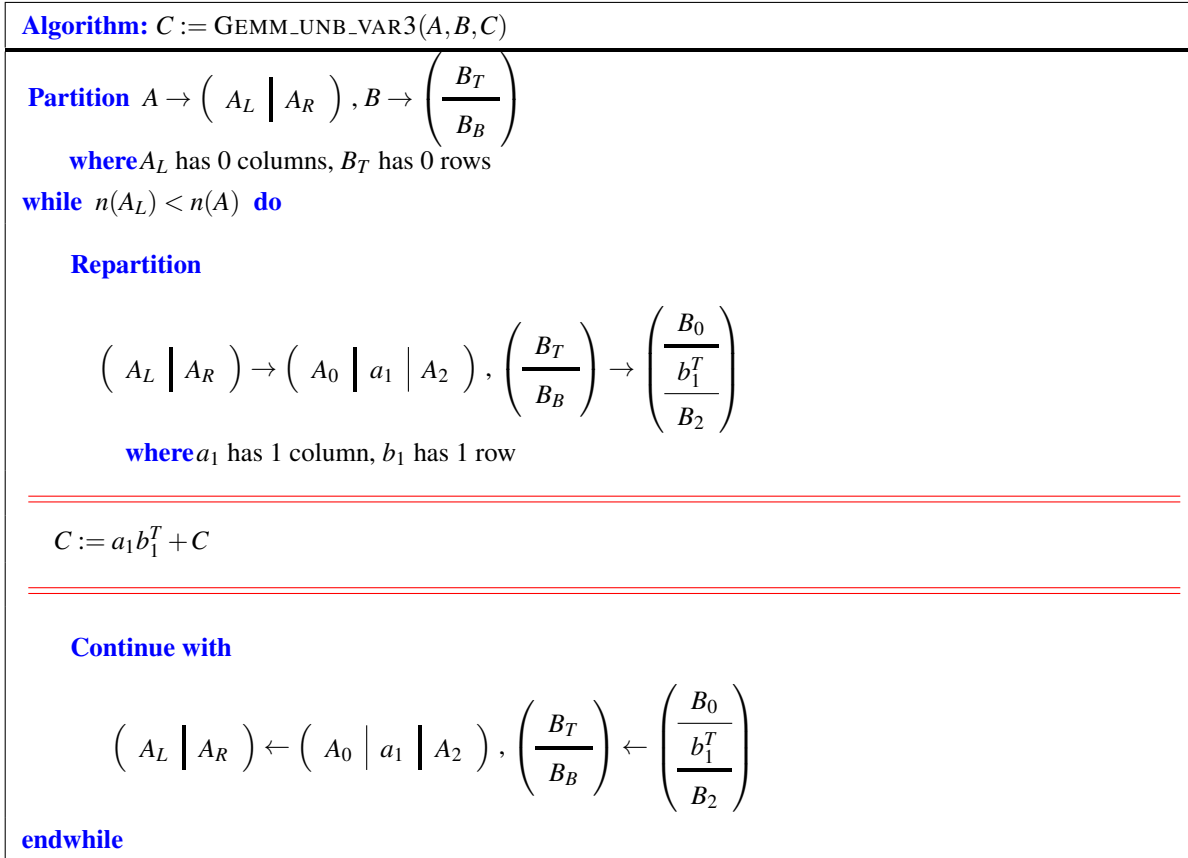 Algorithm: C := GEMM_UNB_VAR3(A,B,C)
Partition A → ( A_L | A_R ) , B → ( B_T / B_B )
where A_L has 0 columns, B_T has 0 rows
while n(A_L) < n(A) do
Repartition
( A_L | A_R ) → ( A_0 | a_1 | A_2 ) , ( B_T / B_B ) → ( B_0 / b_1^T / B_2 )
where a_1 has 1 column, b_1 has 1 row
C := a_1 b_1^T + C
Continue with
( A_L | A_R ) ← ( A_0 | a_1 | A_2 ) , ( B_T / B_B ) ← ( B_0 / b_1^T / B_2 )
endwhile